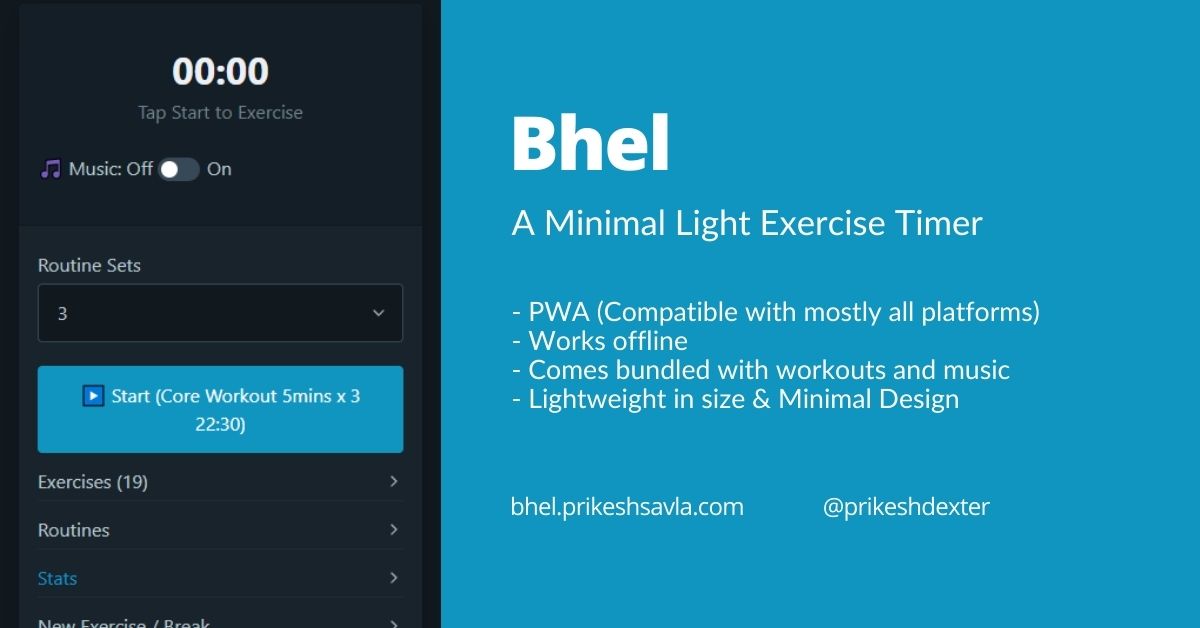 00:00
Tap Start to Exercise
🎵 Music: Off On
Routine Sets
3
▶️ Start (Core Workout 5mins x 3
22:30)
Exercises (19)
Routines
Stats
New Exercise / Break
Bhel
A Minimal Light Exercise Timer
- PWA (Compatible with mostly all platforms)
- Works offline
- Comes bundled with workouts and music
- Lightweight in size & Minimal Design
bhel.prikeshsavla.com @prikeshdexter